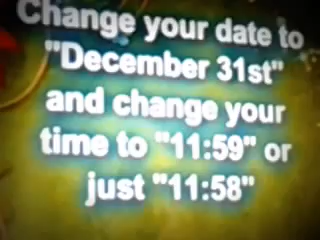 Change your date to
"December 31st"
and change your
time to "11:59" or
just "11:58"